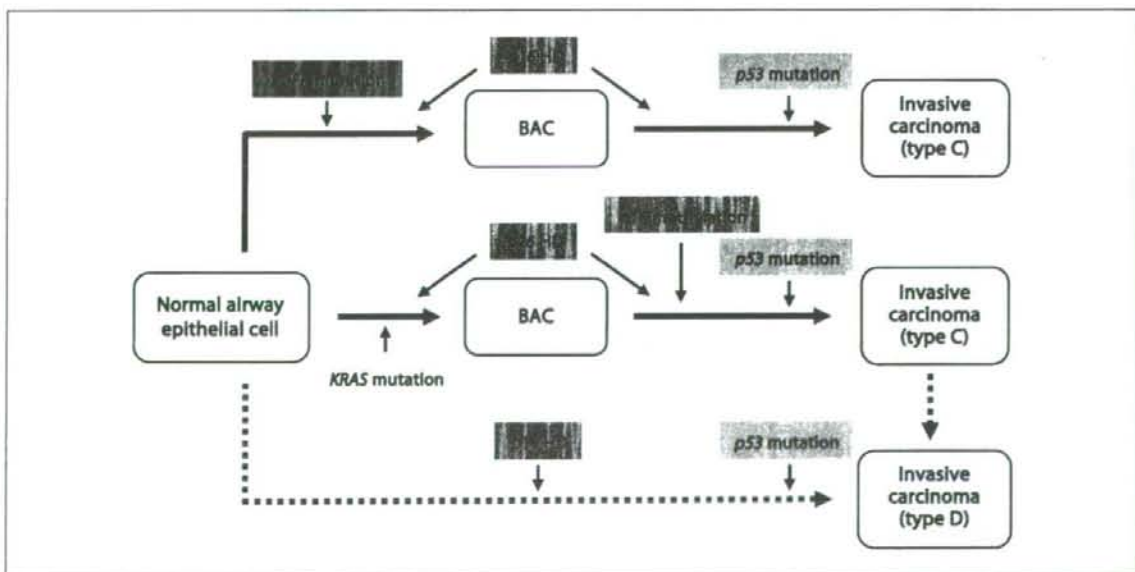 p53 mutation
BAC
Invasive
carcinoma
(type C)
p53 mutation
Normal airway
epithelial cell
BAC
Invasive
carcinoma
(type C)
KRAS mutation
p53 mutation
Invasive
carcinoma
(type D)